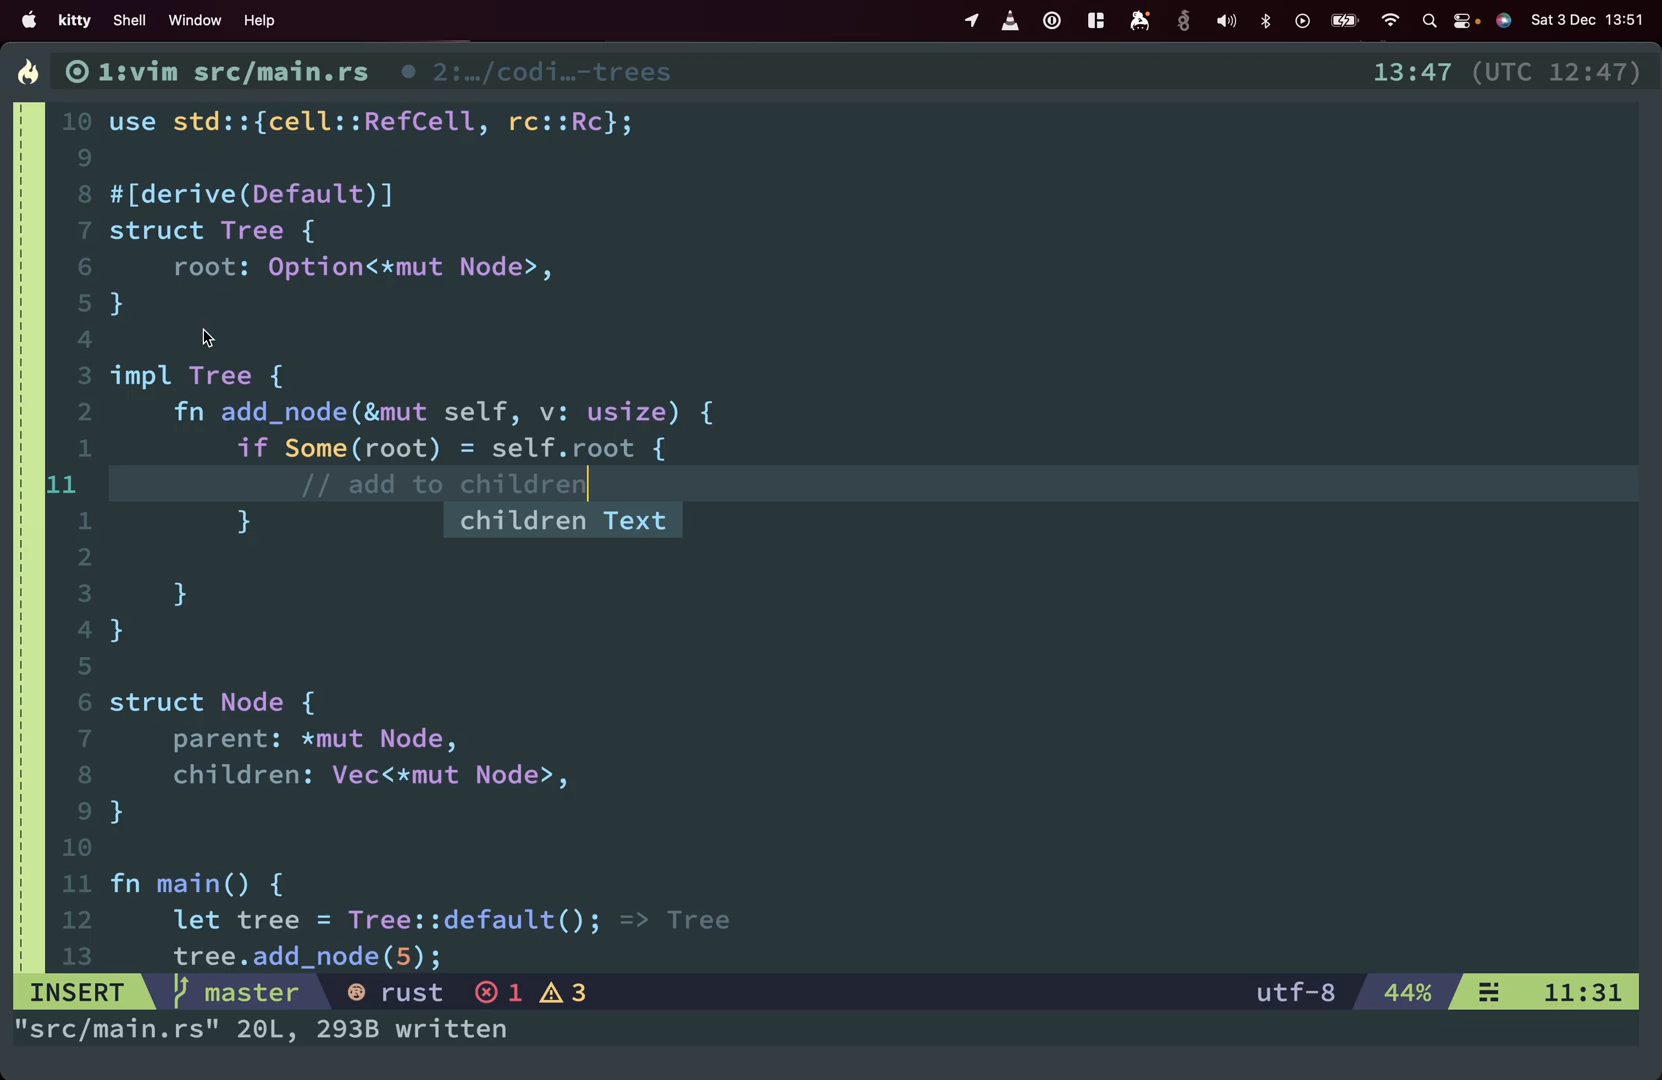 kitty Shell Window Help Sat 3 Dec 13:51
1:vim src/main.rs 2:…/codi…-trees 13:47 (UTC 12:47)
10 use std::{cell::RefCell, rc::Rc};
9
8 #[derive(Default)]
7 struct Tree {
6 root: Option<*mut Node>,
5 }
4
3 impl Tree {
2 fn add_node(&mut self, v: usize) {
1 if Some(root) = self.root {
11 // add to children
1 } children Text
2
3 }
4 }
5
6 struct Node {
7 parent: *mut Node,
8 children: Vec<*mut Node>,
9 }
10
11 fn main() {
12 let tree = Tree::default(); => Tree
13 tree.add_node(5);
INSERT master rust 1 3 utf-8 44% 11:31
"src/main.rs" 20L, 293B written